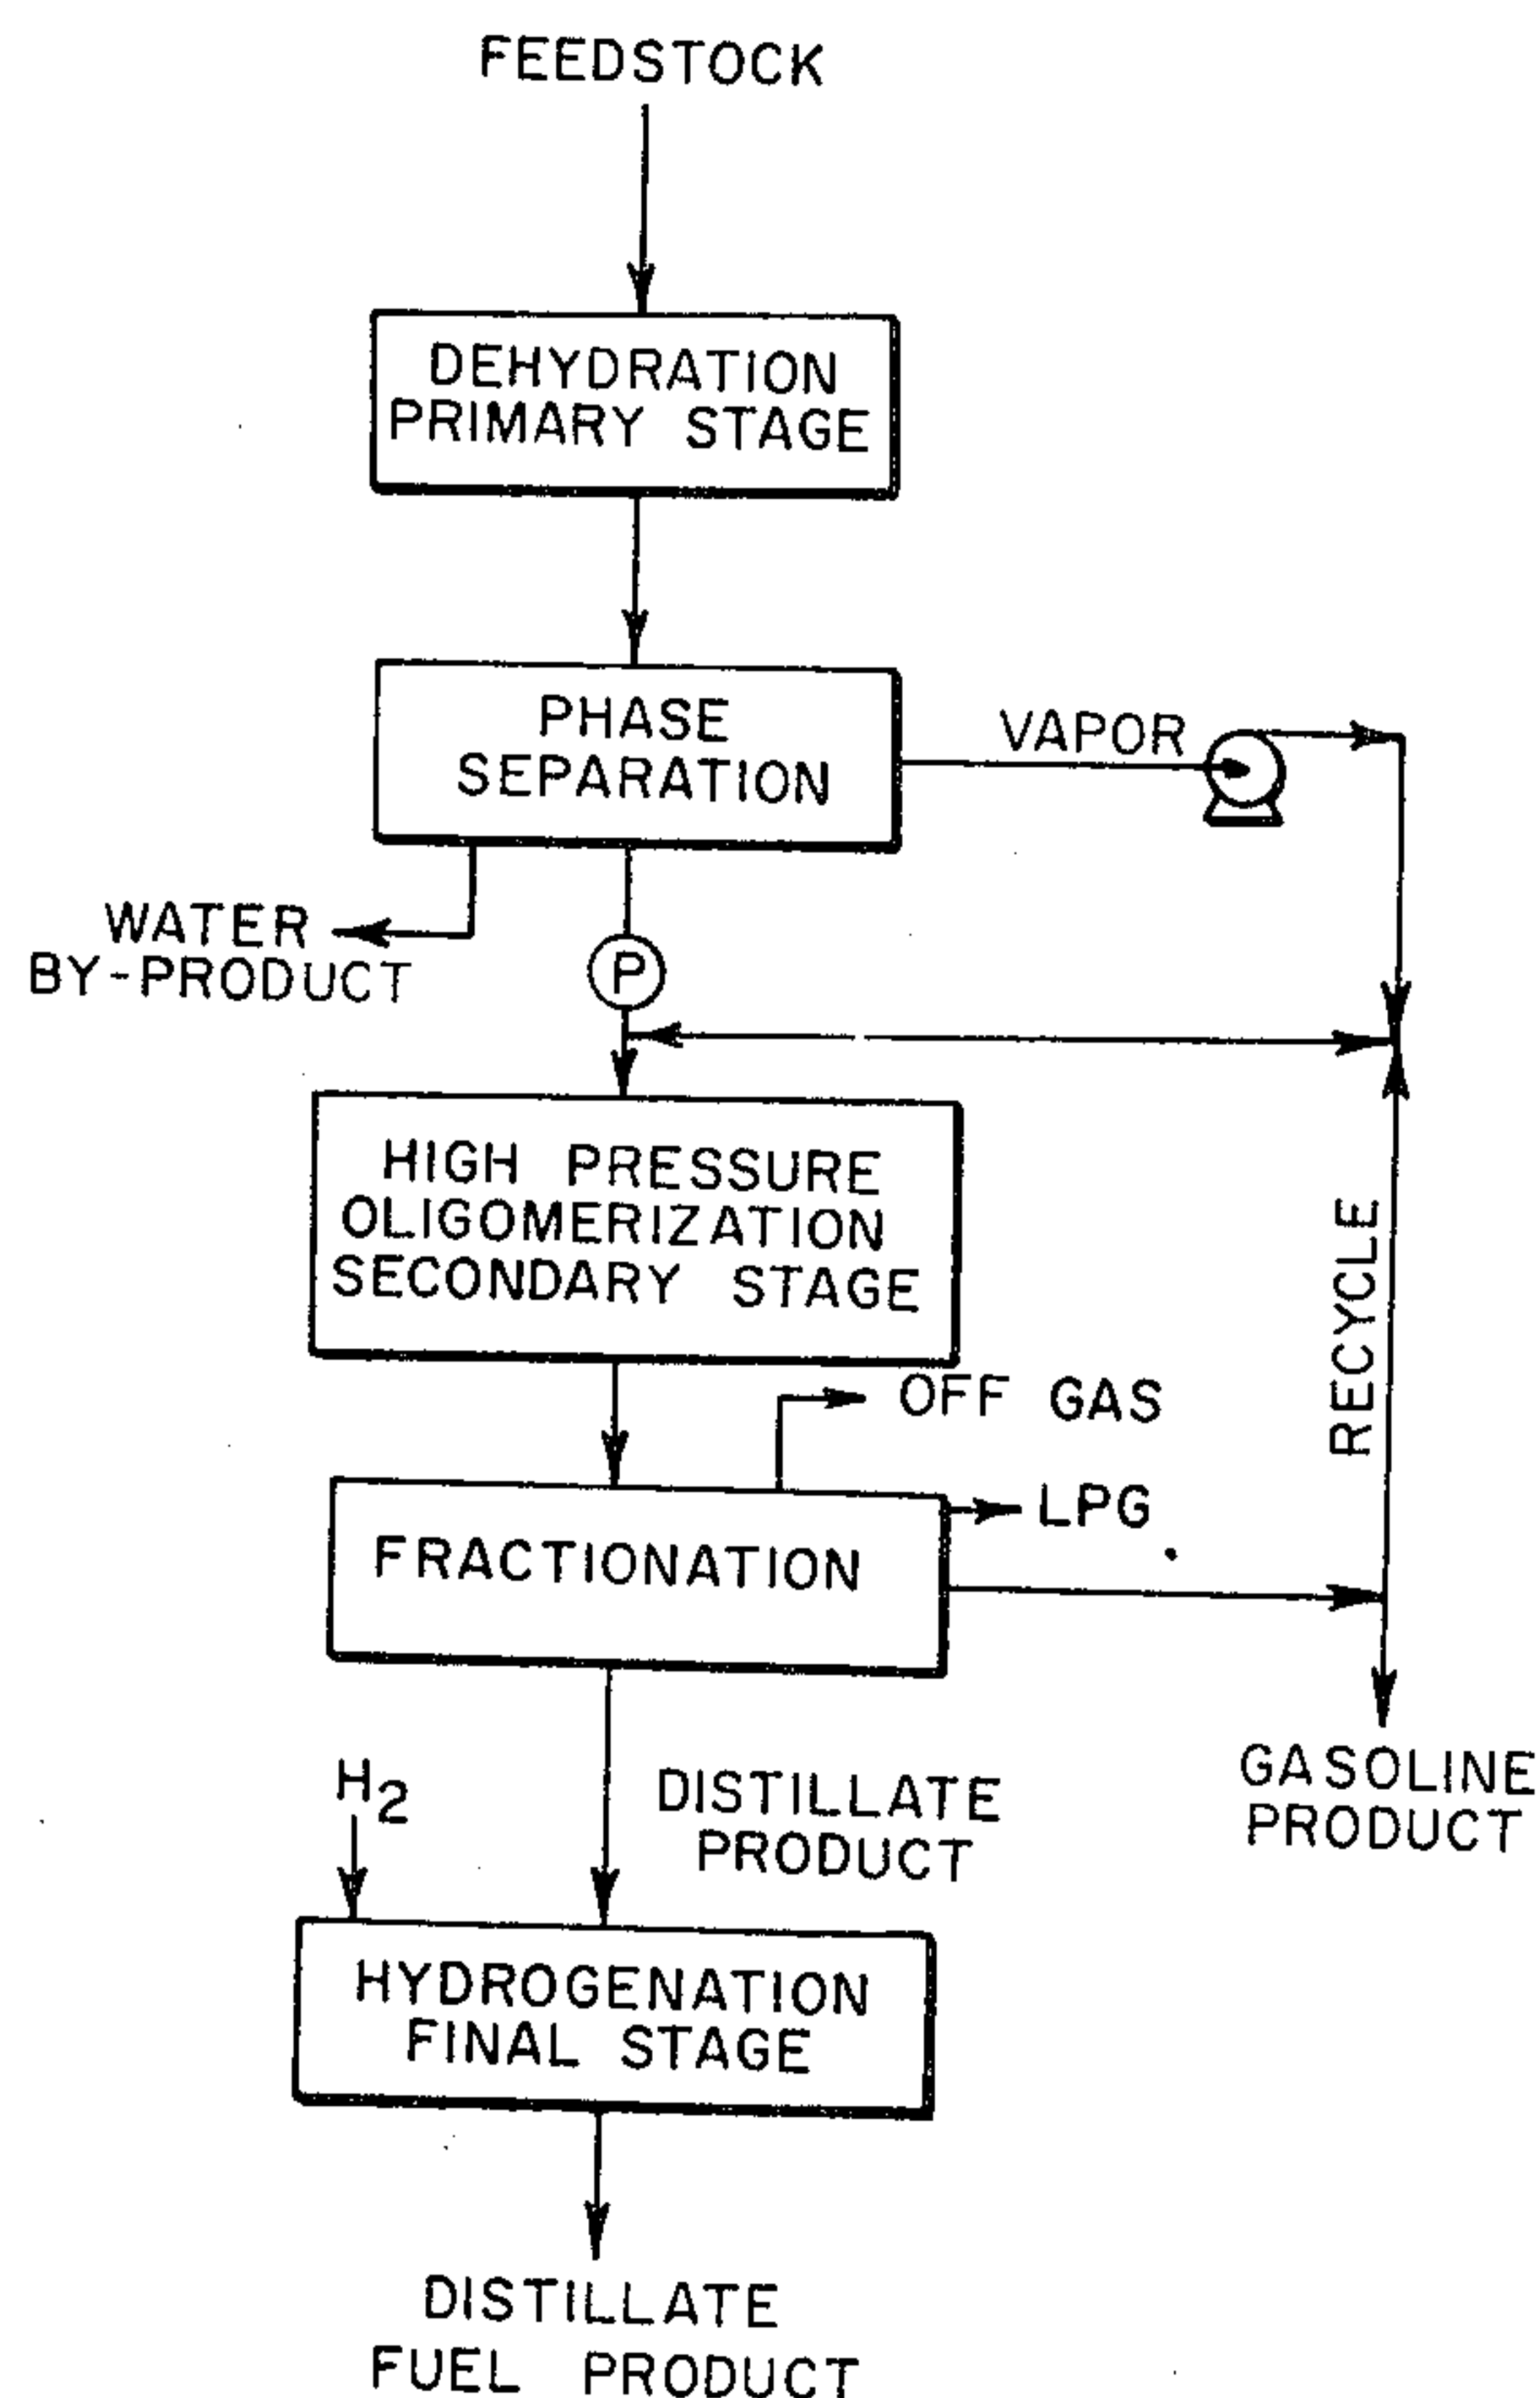 FEEDSTOCK
DEHYDRATION
PRIMARY STAGE
PHASE
SEPARATION
VAPOR
WATER
BY-PRODUCT
P
HIGH PRESSURE
OLIGOMERIZATION
SECONDARY STAGE
RECYCLE
OFF GAS
LPG
FRACTIONATION
H2
DISTILLATE
PRODUCT
GASOLINE
PRODUCT
HYDROGENATION
FINAL STAGE
DISTILLATE
FUEL PRODUCT